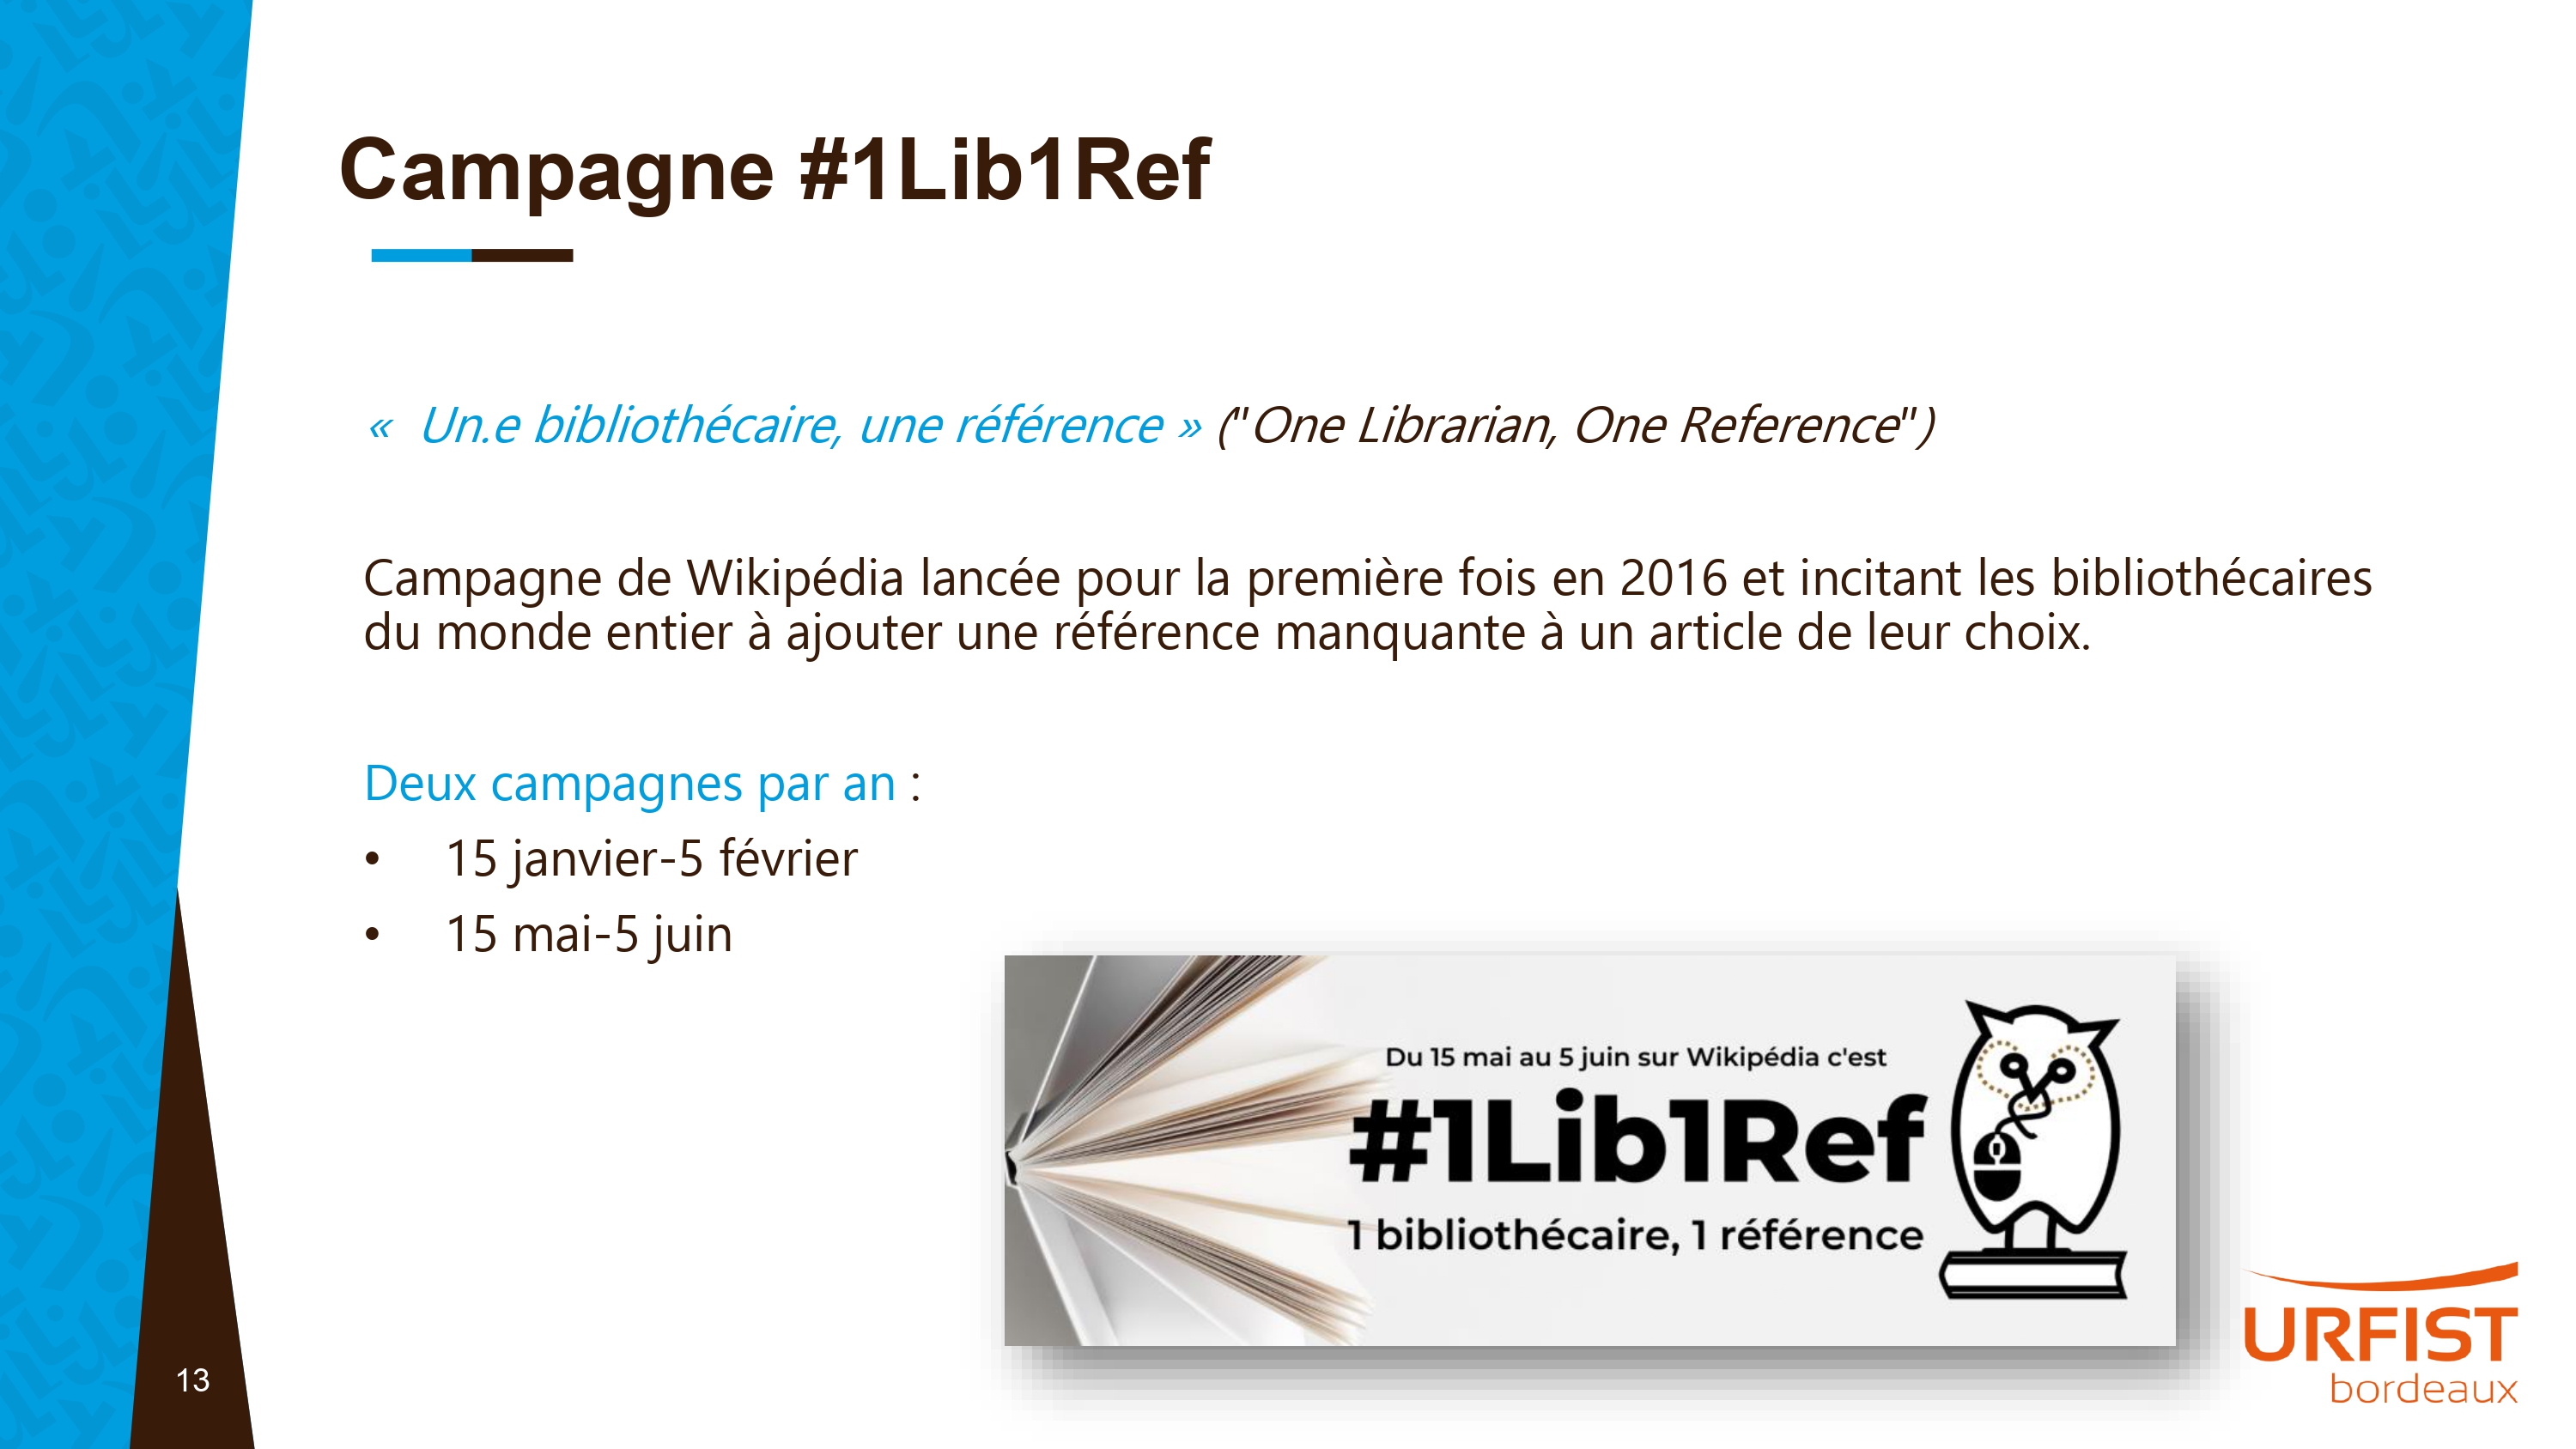 Campagne #1Lib1Ref
«  Un.e bibliothécaire, une référence » ("One Librarian, One Reference")
Campagne de Wikipédia lancée pour la première fois en 2016 et incitant les bibliothécaires
du monde entier à ajouter une référence manquante à un article de leur choix.
Deux campagnes par an :
• 15 janvier-5 février
• 15 mai-5 juin
Du 15 mai au 5 juin sur Wikipédia c'est
#1Lib1Ref
1 bibliothécaire, 1 référence
URFIST
bordeaux
13